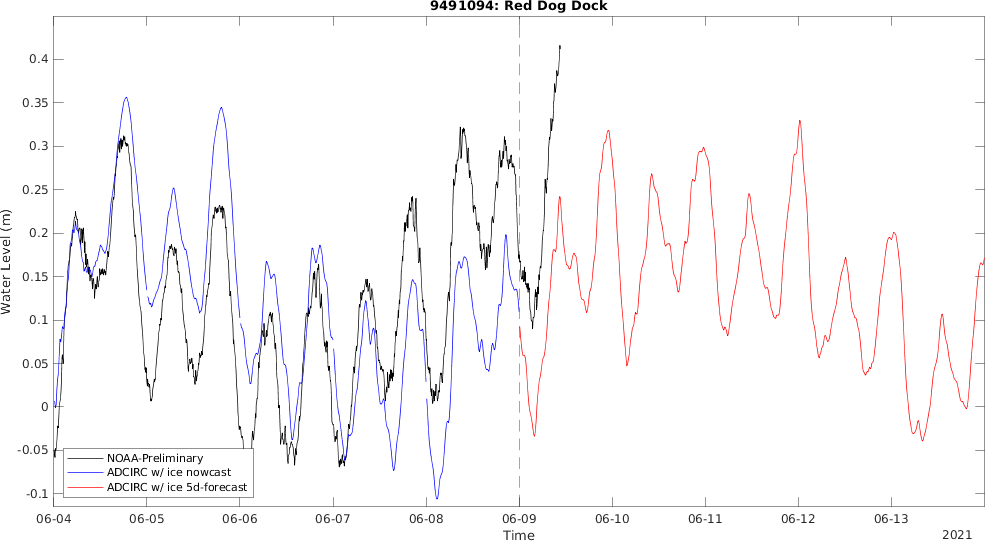 9491094: Red Dog Dock
0.4
0.35
0.3
0.25
0.2
0.15
0.1
0.05
0
-0.05
-0.1
Water Level (m)
NOAA-Preliminary
ADCIRC w/ ice nowcast
ADCIRC w/ ice 5d-forecast
06-04 06-05 06-06 06-07 06-08 06-09 06-10 06-11 06-12 06-13
Time
2021